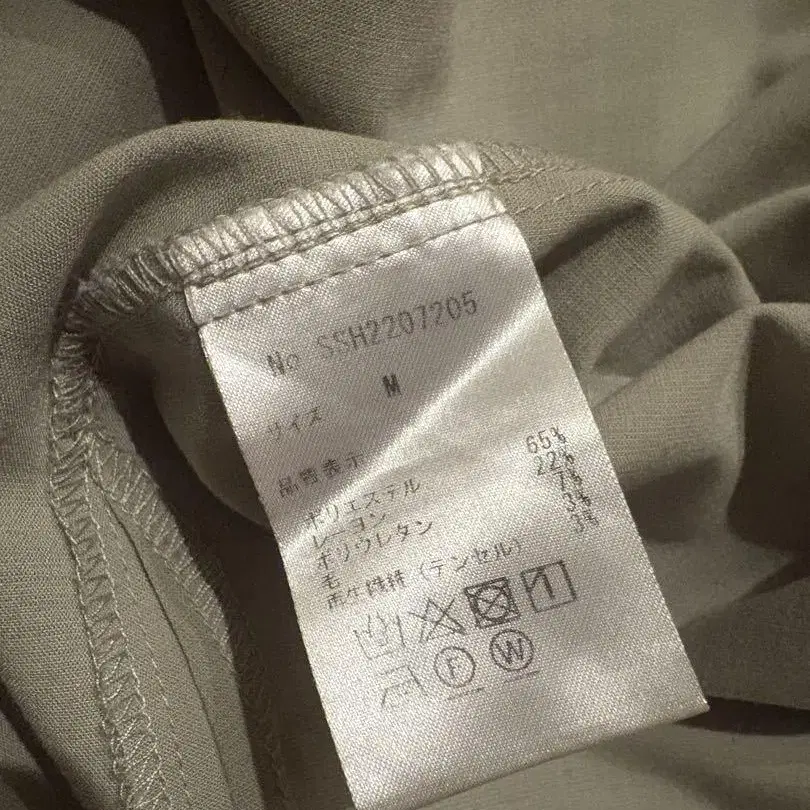 No SSH2207205
サイズ M
品質表示
ポリエステル 65%
レーヨン 22%
ポリウレタン 7%
毛 3%
再生繊維（テンセル） 3%
F W